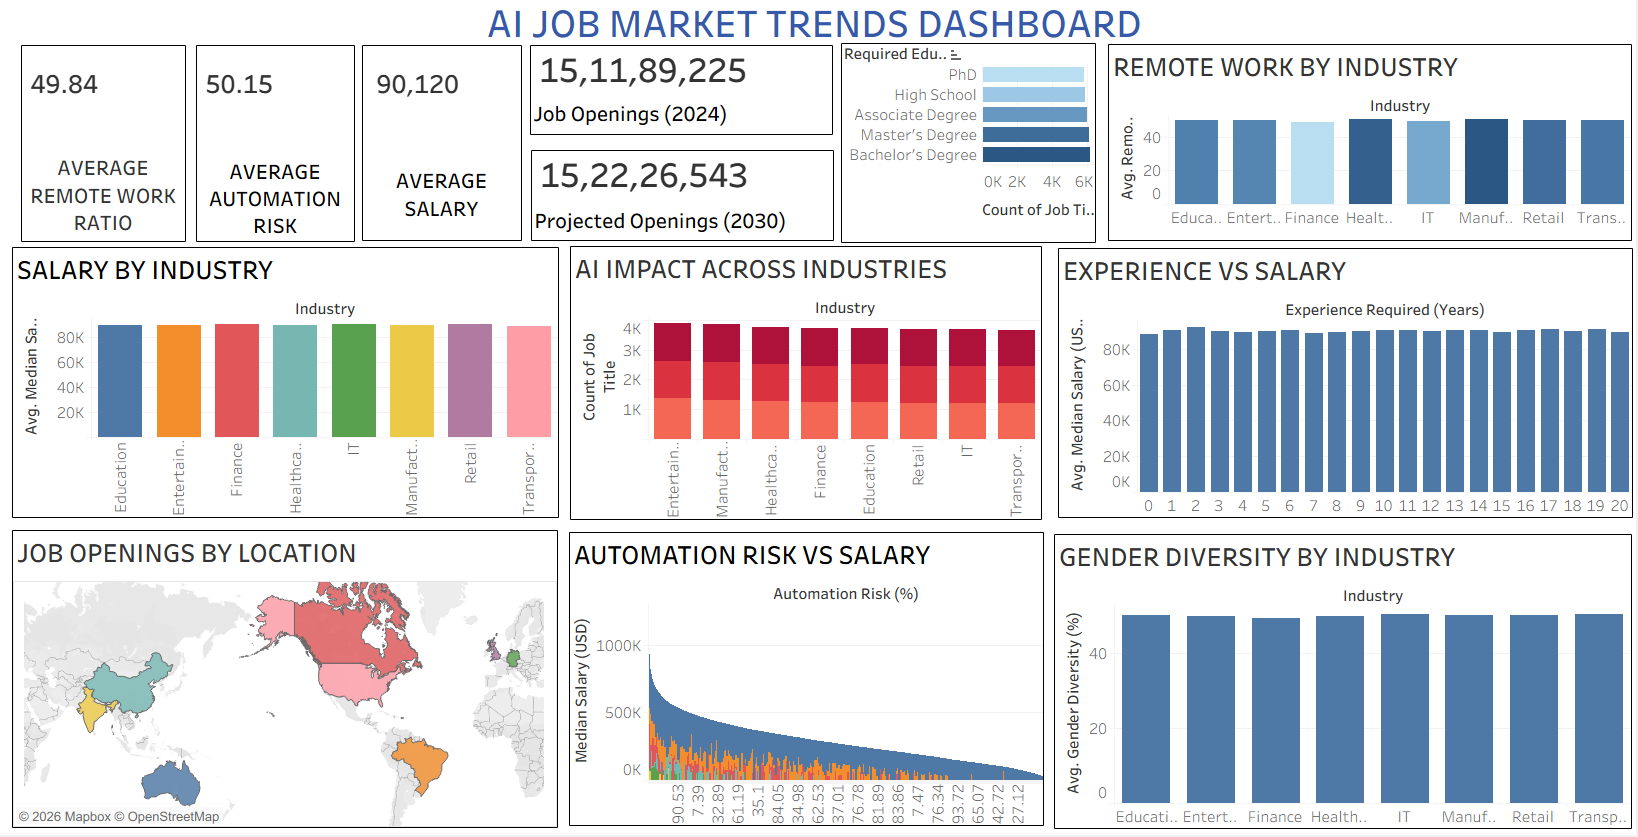 AI JOB MARKET TRENDS DASHBOARD
49.84
AVERAGE
REMOTE WORK
RATIO
50.15
AVERAGE
AUTOMATION
RISK
90,120
AVERAGE
SALARY
15,11,89,225
Job Openings (2024)
15,22,26,543
Projected Openings (2030)
Required Edu..
PhD
High School
Associate Degree
Master's Degree
Bachelor's Degree
0K 2K 4K 6K
Count of Job Ti..
REMOTE WORK BY INDUSTRY
Industry
Avg. Remo..
40
20
0
Educa.. Entert.. Finance Healt.. IT Manuf.. Retail Trans..
SALARY BY INDUSTRY
Industry
Avg. Median Sa..
80K
60K
40K
20K
Education Entertain.. Finance Healthca.. IT Manufact.. Retail Transpor..
AI IMPACT ACROSS INDUSTRIES
Industry
Count of Job
Title
4K
3K
2K
1K
Entertain.. Manufact.. Healthca.. Finance Education Retail IT Transpor..
EXPERIENCE VS SALARY
Experience Required (Years)
Avg. Median Salary (US..
80K
60K
40K
20K
0K
0 1 2 3 4 5 6 7 8 9 10 11 12 13 14 15 16 17 18 19 20
JOB OPENINGS BY LOCATION
© 2026 Mapbox © OpenStreetMap
AUTOMATION RISK VS SALARY
Automation Risk (%)
Median Salary (USD)
1000K
500K
0K
90.53 7.39 32.89 61.19 35.1 84.05 34.98 62.53 37.01 76.78 81.89 83.86 7.47 76.34 93.72 65.07 42.72 27.12
GENDER DIVERSITY BY INDUSTRY
Industry
Avg. Gender Diversity (%)
40
20
0
Educati.. Entert.. Finance Health.. IT Manuf.. Retail Transp..